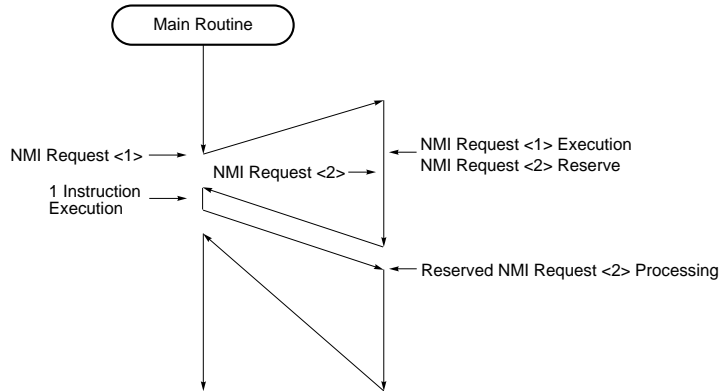 Main Routine
NMI Request <1>
NMI Request <1> Execution
NMI Request <2>
NMI Request <2> Reserve
1 Instruction
Execution
Reserved NMI Request <2> Processing